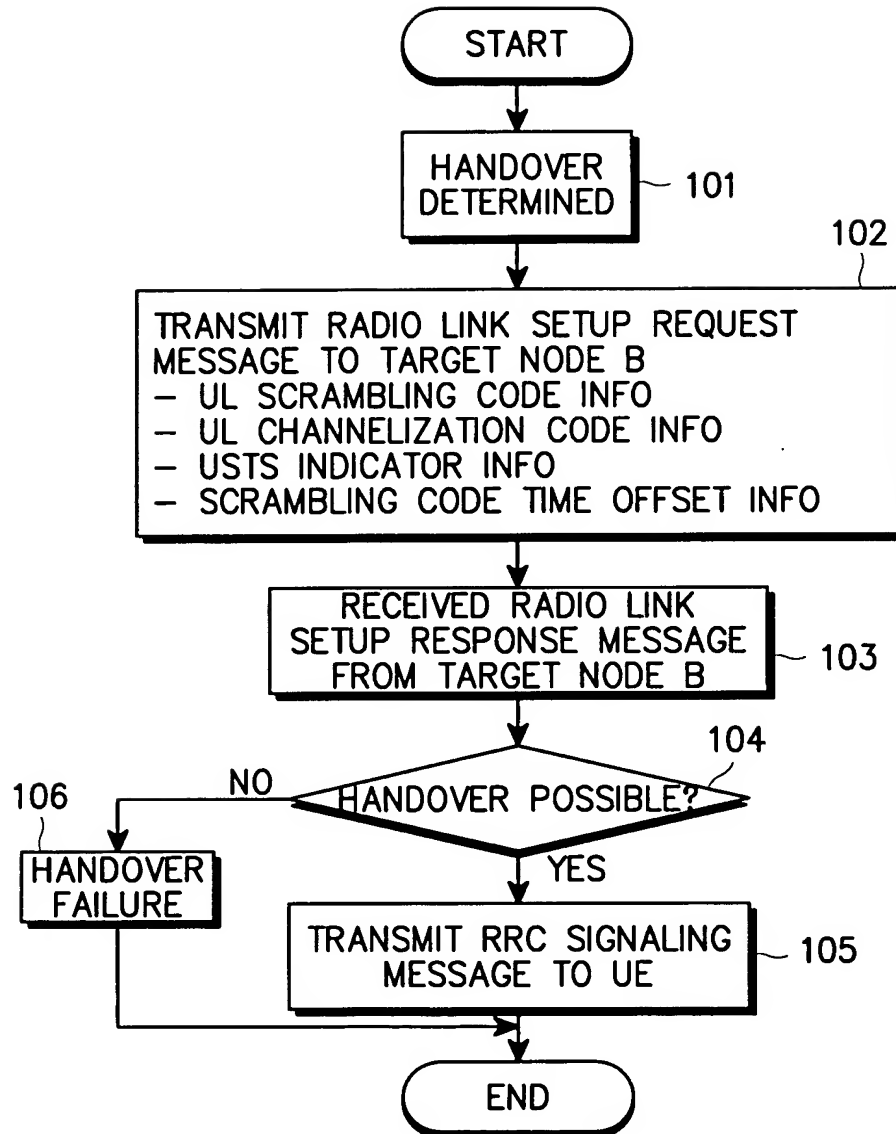 START
HANDOVER
DETERMINED
101
102
TRANSMIT RADIO LINK SETUP REQUEST
MESSAGE TO TARGET NODE B
– UL SCRAMBLING CODE INFO
– UL CHANNELIZATION CODE INFO
– USTS INDICATOR INFO
– SCRAMBLING CODE TIME OFFSET INFO
RECEIVED RADIO LINK
SETUP RESPONSE MESSAGE
FROM TARGET NODE B
103
104
HANDOVER POSSIBLE?
NO
106
HANDOVER
FAILURE
YES
TRANSMIT RRC SIGNALING
MESSAGE TO UE
105
END